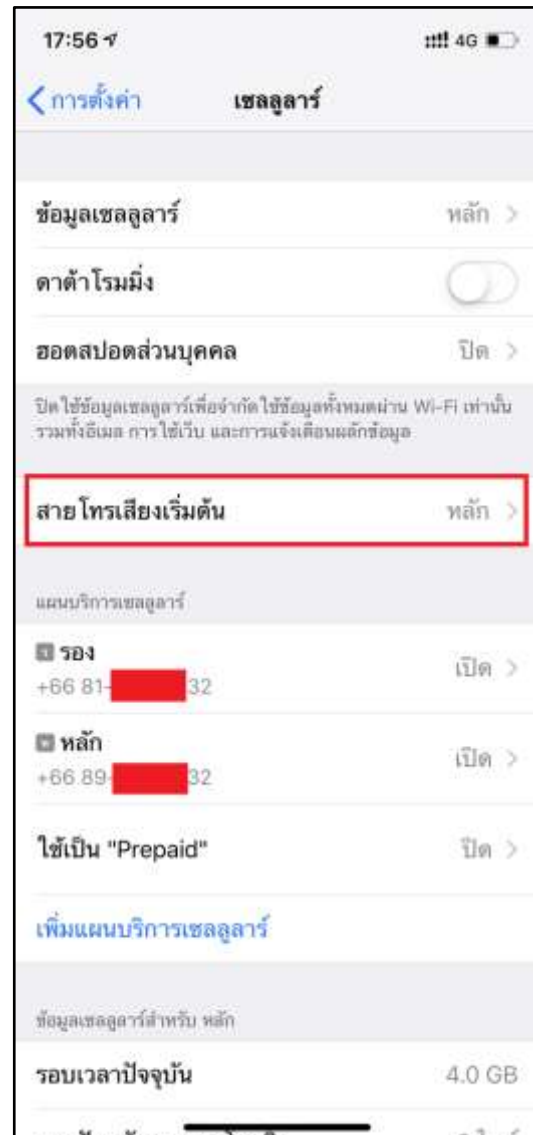 17:56 4G
การตั้งค่า เซลลูลาร์
ข้อมูลเซลลูลาร์ หลัก
ดาต้าโรมมิ่ง
ฮอตสปอตส่วนบุคคล ปิด
ปิดใช้ข้อมูลเซลลูลาร์เพื่อจำกัดใช้ข้อมูลทั้งหมดผ่าน Wi-Fi เท่านั้น
รวมทั้งอีเมล การใช้เว็บ และการแจ้งเตือนผลักข้อมูล
สายโทรเสียงเริ่มต้น หลัก
แผนบริการเซลลูลาร์
รอง เปิด
+66 81- 32
หลัก เปิด
+66 89- 32
ใช้เป็น "Prepaid" ปิด
เพิ่มแผนบริการเซลลูลาร์
ข้อมูลเซลลูลาร์สำหรับ หลัก
รอบเวลาปัจจุบัน 4.0 GB